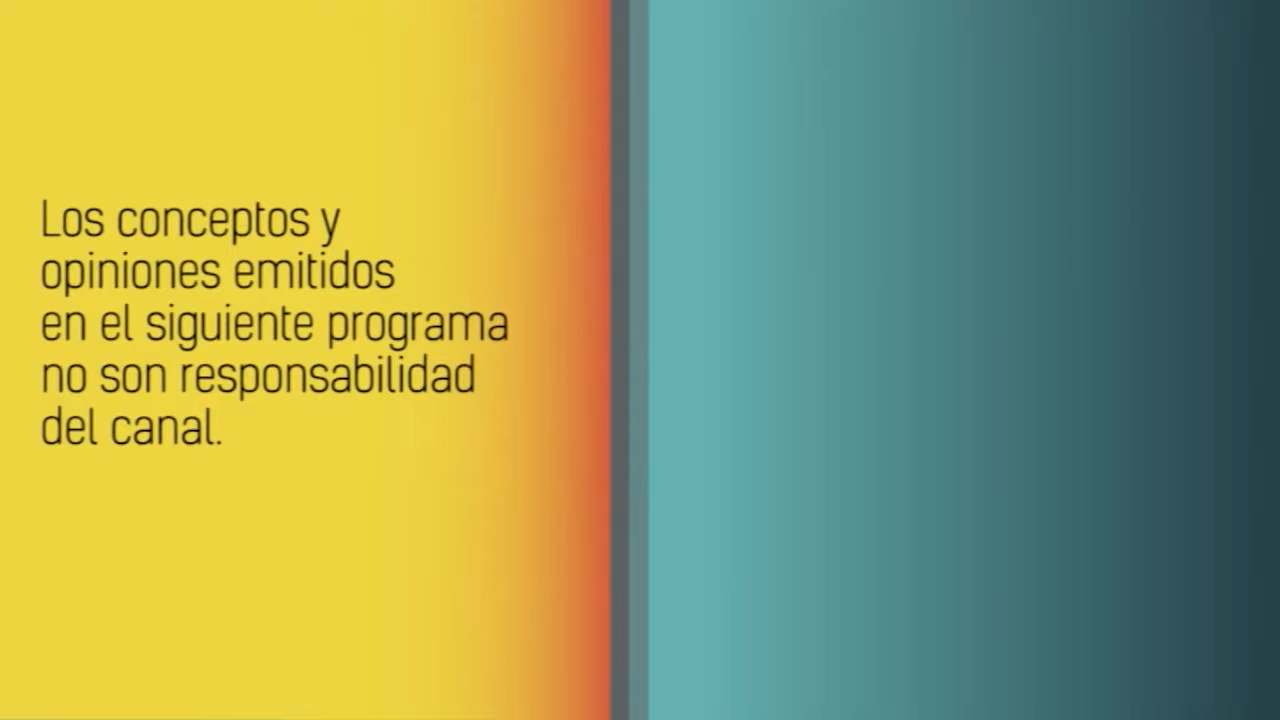 Los conceptos y
opiniones emitidos
en el siguiente programa
no son responsabilidad
del canal.